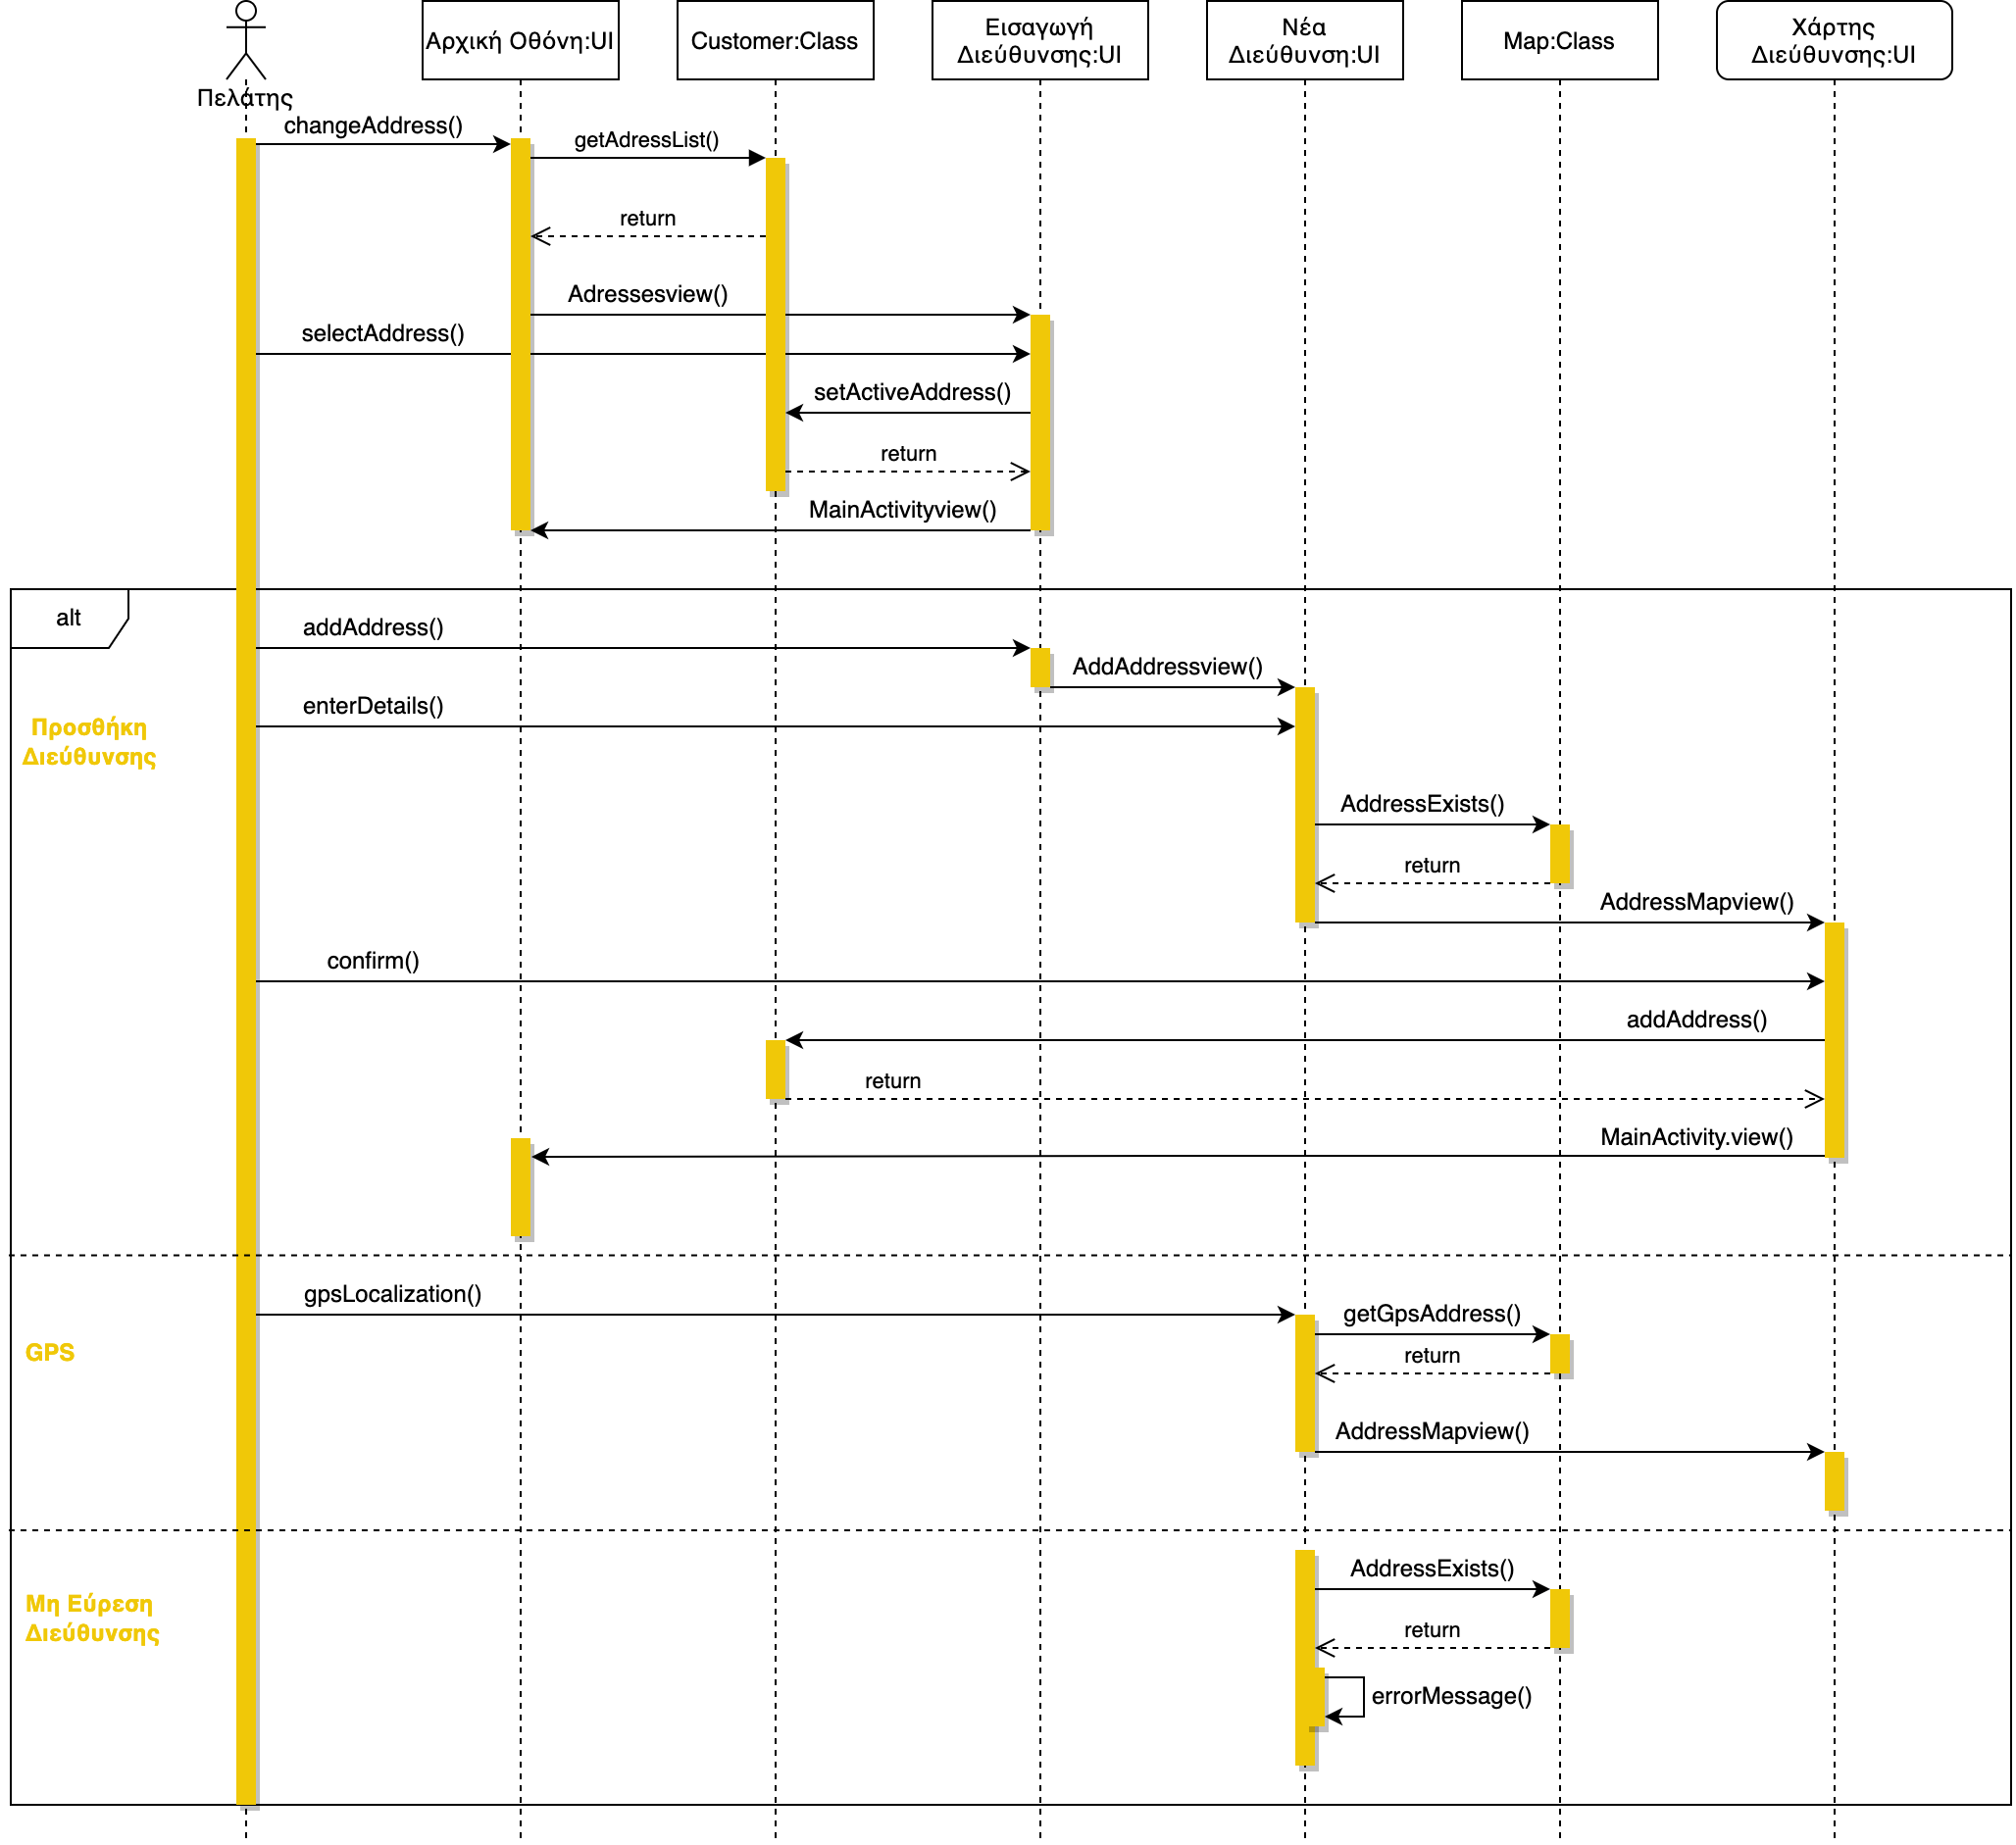 Πελάτης
Αρχική Οθόνη:UI
Customer:Class
Εισαγωγή
Διεύθυνσης:UI
Νέα
Διεύθυνση:UI
Map:Class
Χάρτης
Διεύθυνσης:UI
changeAddress()
getAdressList()
return
Adressesview()
selectAddress()
setActiveAddress()
return
MainActivityview()
alt
addAddress()
AddAddressview()
enterDetails()
Προσθήκη
Διεύθυνσης
AddressExists()
return
AddressMapview()
confirm()
addAddress()
return
MainActivity.view()
gpsLocalization()
getGpsAddress()
GPS
return
AddressMapview()
AddressExists()
Μη Εύρεση
Διεύθυνσης
return
errorMessage()